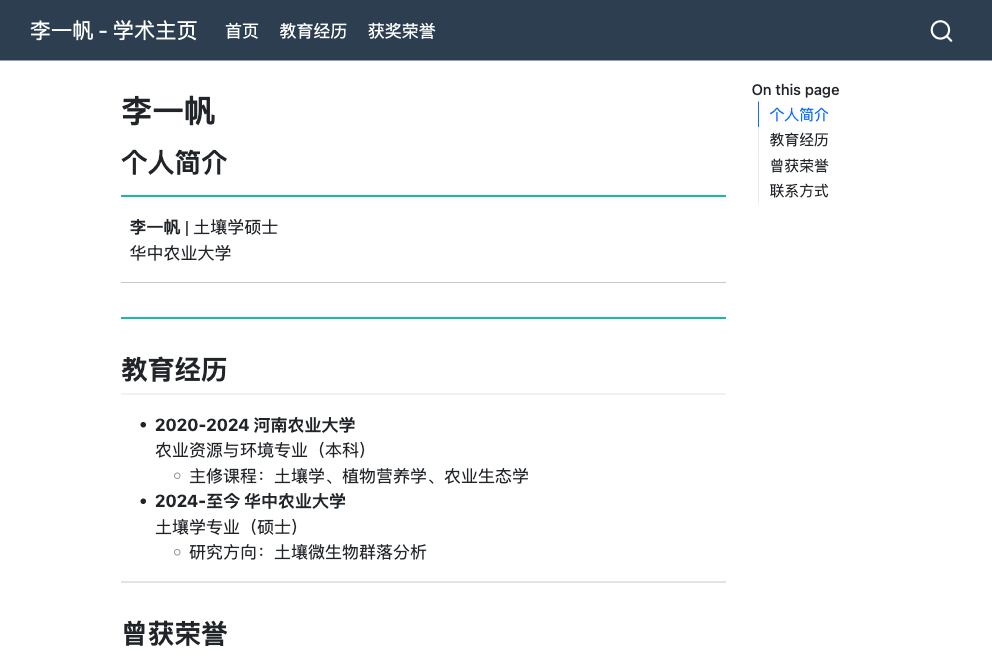 李一帆 - 学术主页 首页 教育经历 获奖荣誉
On this page
个人简介
教育经历
曾获荣誉
联系方式
李一帆
个人简介
李一帆 | 土壤学硕士
华中农业大学
教育经历
• 2020-2024 河南农业大学
农业资源与环境专业（本科）
○ 主修课程：土壤学、植物营养学、农业生态学
• 2024-至今 华中农业大学
土壤学专业（硕士）
○ 研究方向：土壤微生物群落分析
曾获荣誉